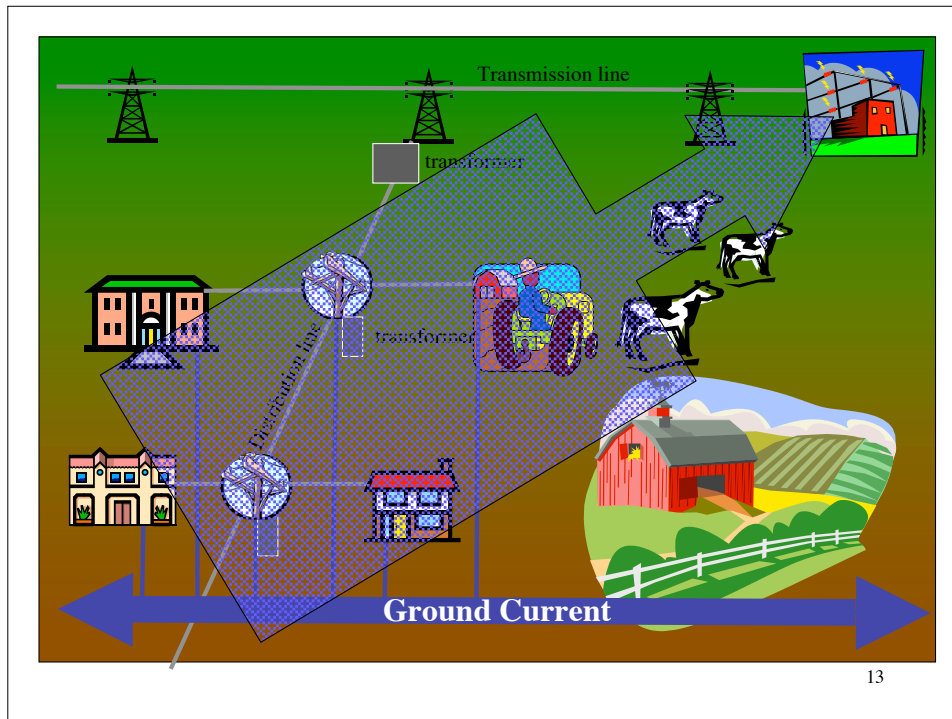 Transmission line
transformer
transformer
Distribution line
Ground Current
13